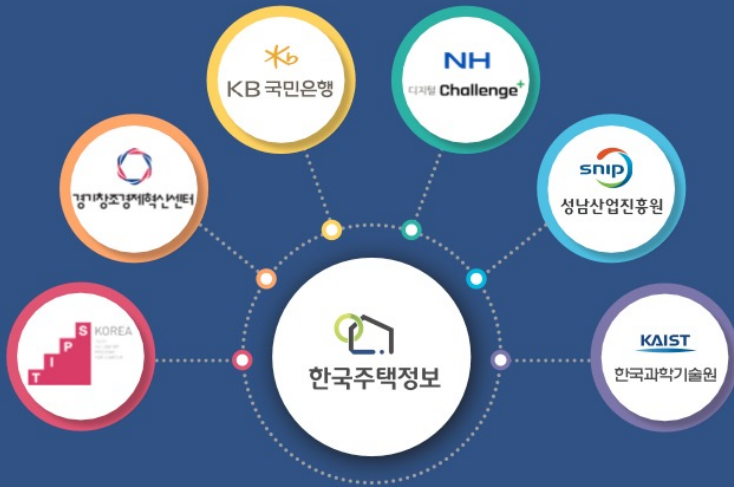 KB 국민은행
NH
디지털 Challenge+
경기창조경제혁신센터
snip
성남산업진흥원
TIPS
KOREA
한국주택정보
KAIST
한국과학기술원